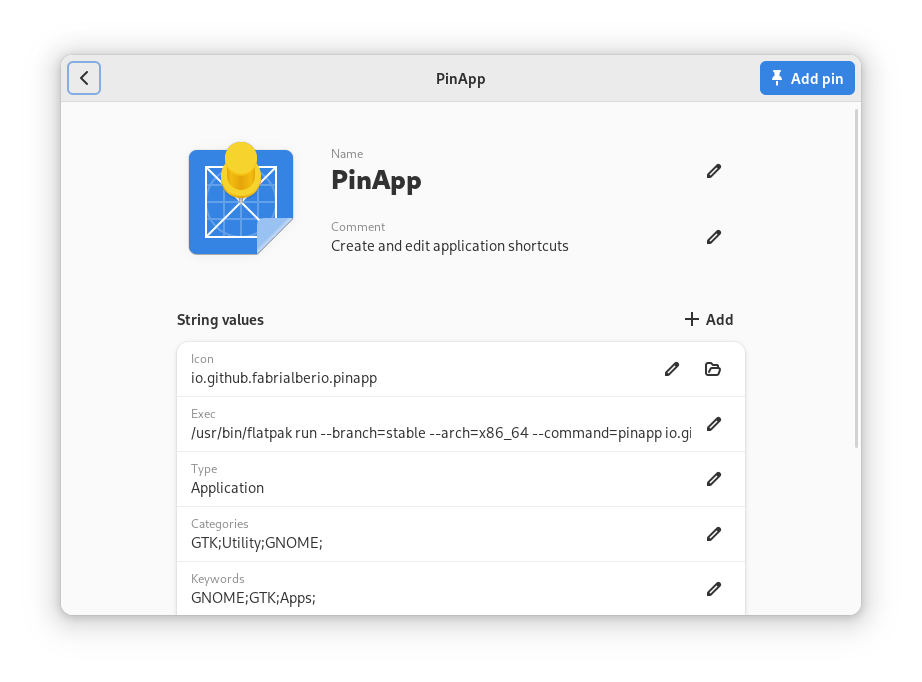 PinApp
Add pin
Name
PinApp
Comment
Create and edit application shortcuts
String values
Add
Icon
io.github.fabrialberio.pinapp
Exec
/usr/bin/flatpak run --branch=stable --arch=x86_64 --command=pinapp io.gi
Type
Application
Categories
GTK;Utility;GNOME;
Keywords
GNOME;GTK;Apps;